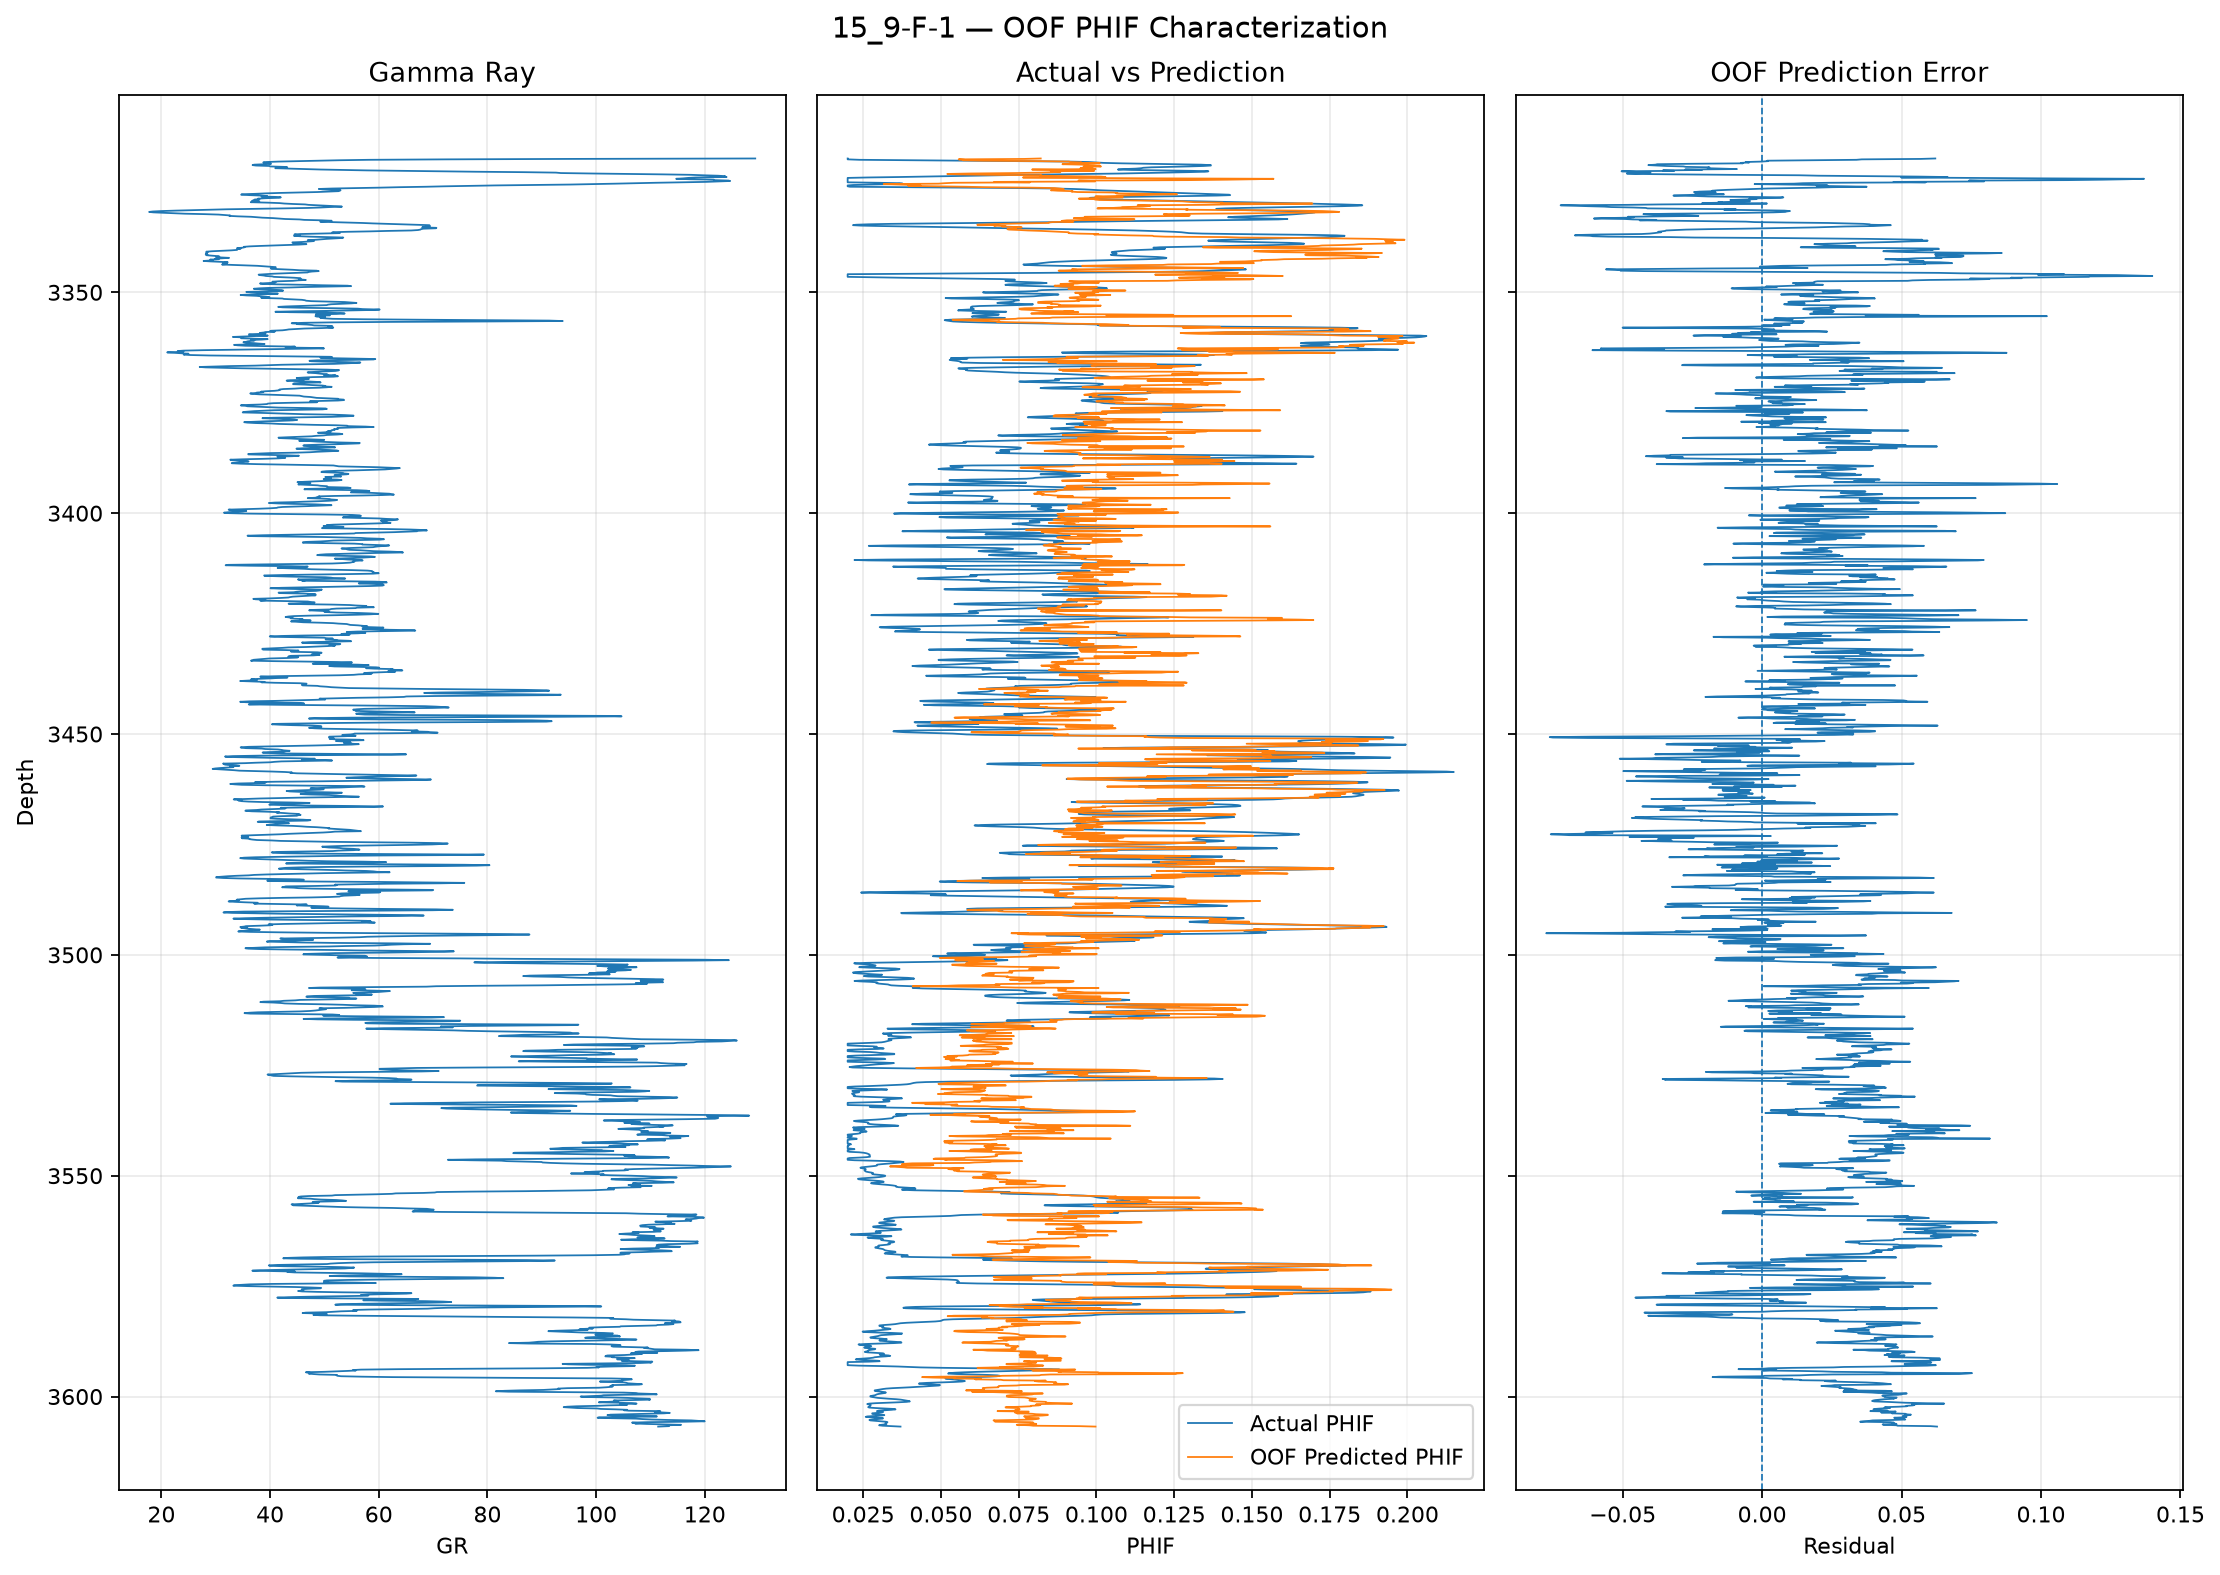 15_9-F-1 — OOF PHIF Characterization
Gamma Ray
Actual vs Prediction
OOF Prediction Error
Depth
3350
3400
3450
3500
3550
3600
Actual PHIF
OOF Predicted PHIF
20 40 60 80 100 120
0.025 0.050 0.075 0.100 0.125 0.150 0.175 0.200
−0.05 0.00 0.05 0.10 0.15
GR
PHIF
Residual